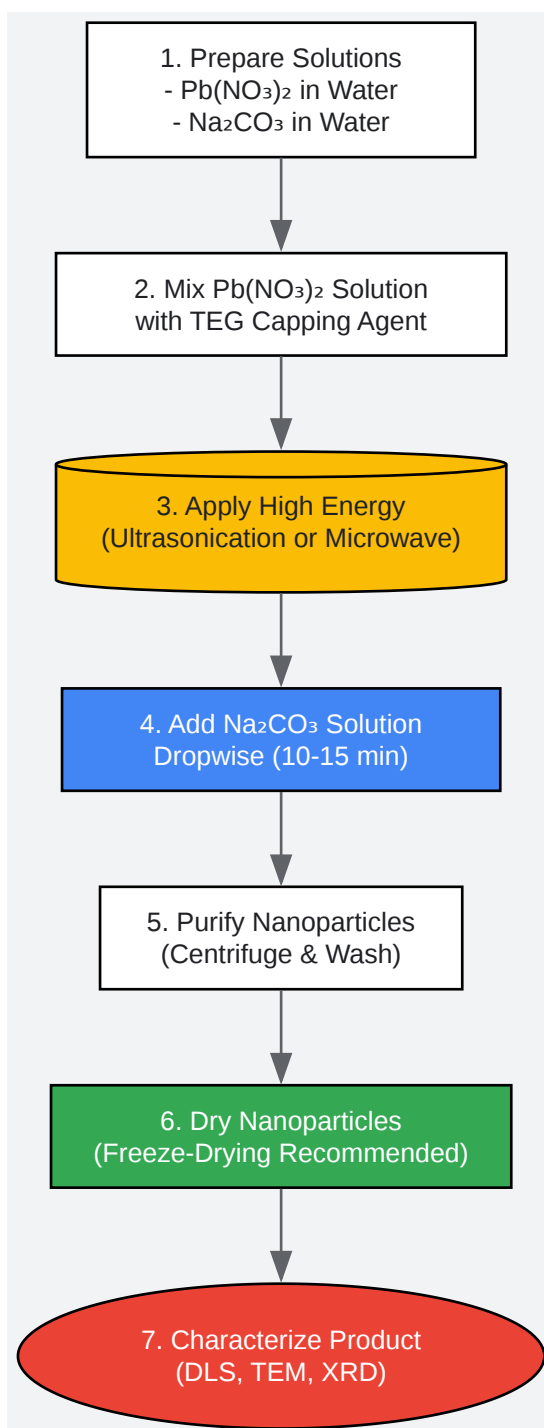 1. Prepare Solutions
- Pb(NO₃)₂ in Water
- Na₂CO₃ in Water
2. Mix Pb(NO₃)₂ Solution
with TEG Capping Agent
3. Apply High Energy
(Ultrasonication or Microwave)
4. Add Na₂CO₃ Solution
Dropwise (10-15 min)
5. Purify Nanoparticles
(Centrifuge & Wash)
6. Dry Nanoparticles
(Freeze-Drying Recommended)
7. Characterize Product
(DLS, TEM, XRD)